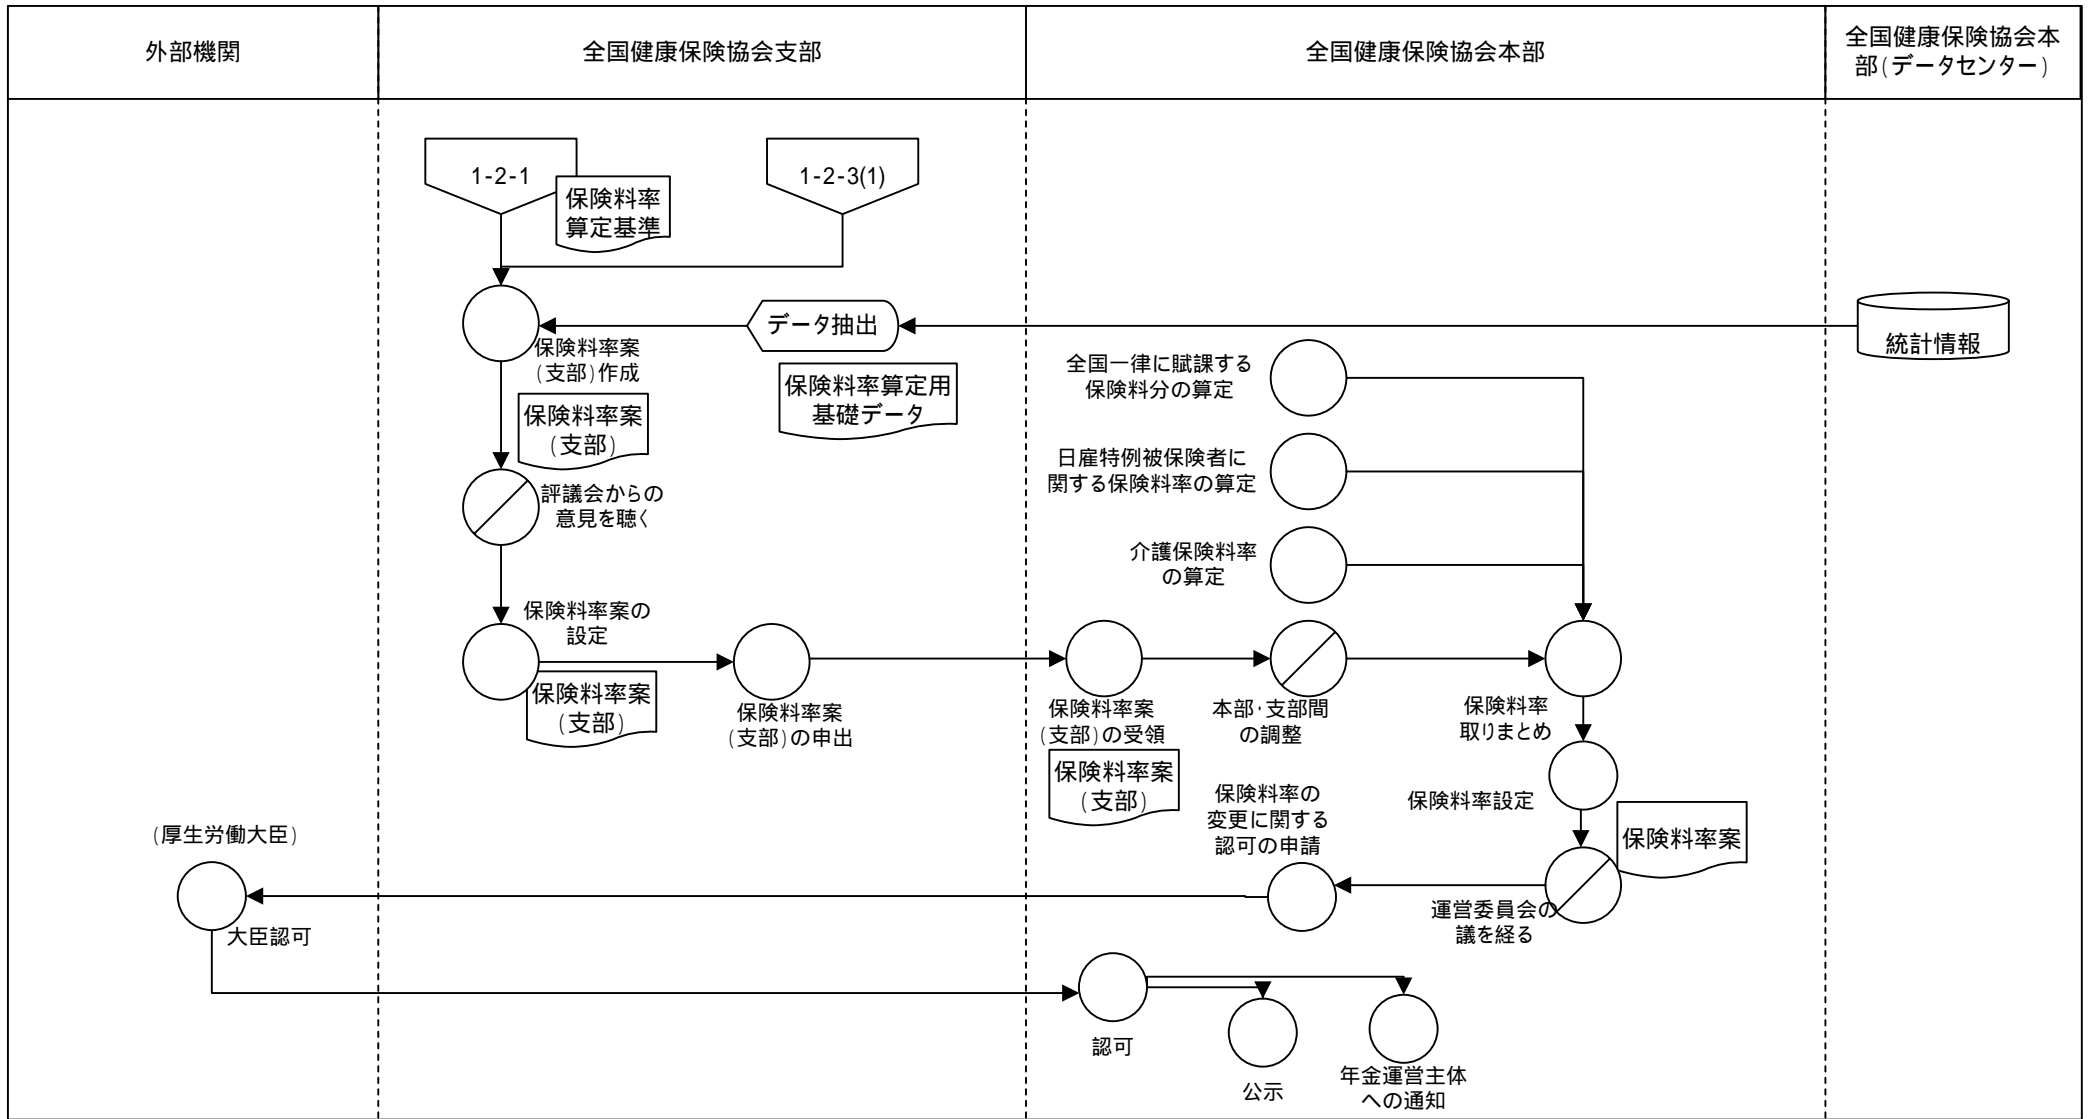 外部機関
全国健康保険協会支部
全国健康保険協会本部
全国健康保険協会本
部(データセンター)
1-2-1
保険料率
算定基準
1-2-3(1)
データ抽出
統計情報
保険料率案
(支部)作成
保険料率算定用
基礎データ
全国一律に賦課する
保険料分の算定
保険料率案
(支部)
日雇特例被保険者に
関する保険料率の算定
評議会からの
意見を聴く
介護保険料率
の算定
保険料率案の
設定
保険料率案
(支部)
保険料率案
(支部)の申出
保険料率案
(支部)の受領
本部・支部間
の調整
保険料率
取りまとめ
保険料率案
(支部)
保険料率の
変更に関する
認可の申請
保険料率設定
保険料率案
(厚生労働大臣)
大臣認可
運営委員会の
議を経る
認可
公示
年金運営主体
への通知